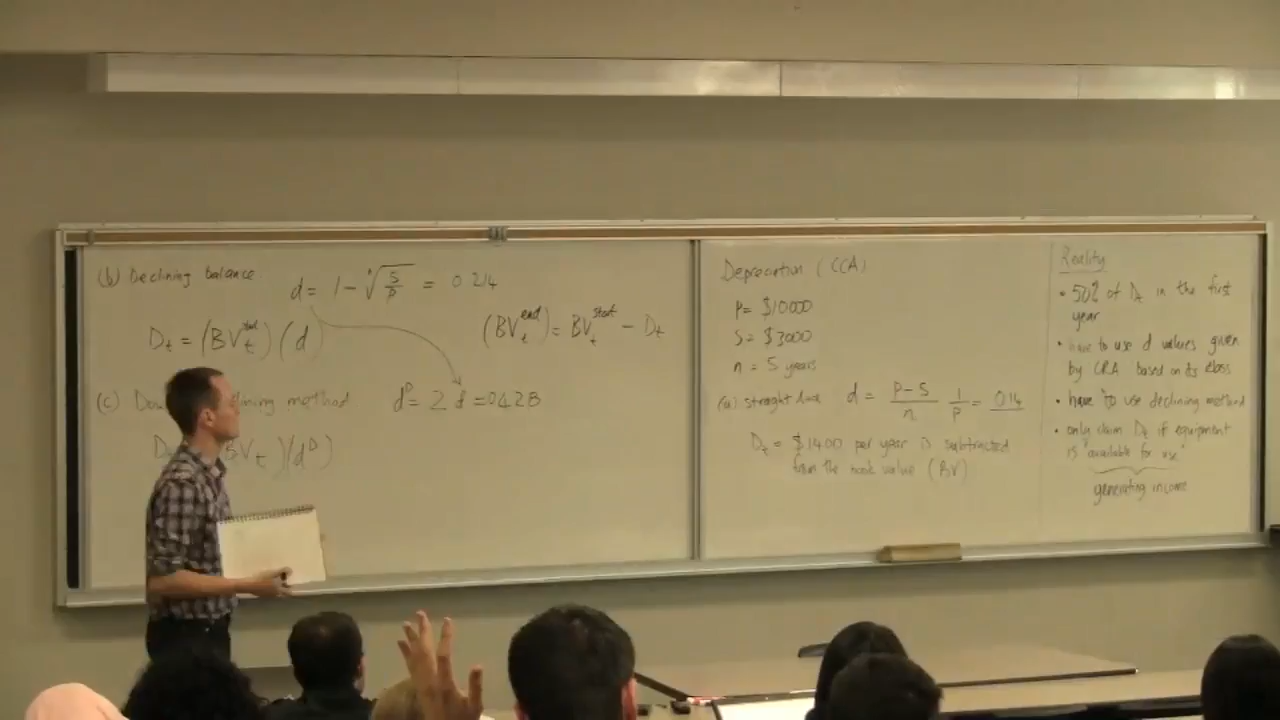 (b) Declining balance
d = 1 - ⁿ√(S/P) = 0.214
Dₜ = (BVₜ^start)(d)
(BVₜ^end) = BVₜ^start - Dₜ
(c) Dou lining method
d^D = 2 d = 0.428
D BVₜ )(d^D)
Depreciation (CCA)
P = $10000
S = $3000
n = 5 years
(a) straight line d = (P-S)/n 1/P = 0.14
Dₜ = $1400 per year is subtracted
from the book value (BV)
Reality
• 50% of Dₜ in the first
year
• have to use d values given
by CRA based on its class
• have to use declining method
• only claim Dₜ if equipment
is "available for use"
generating income